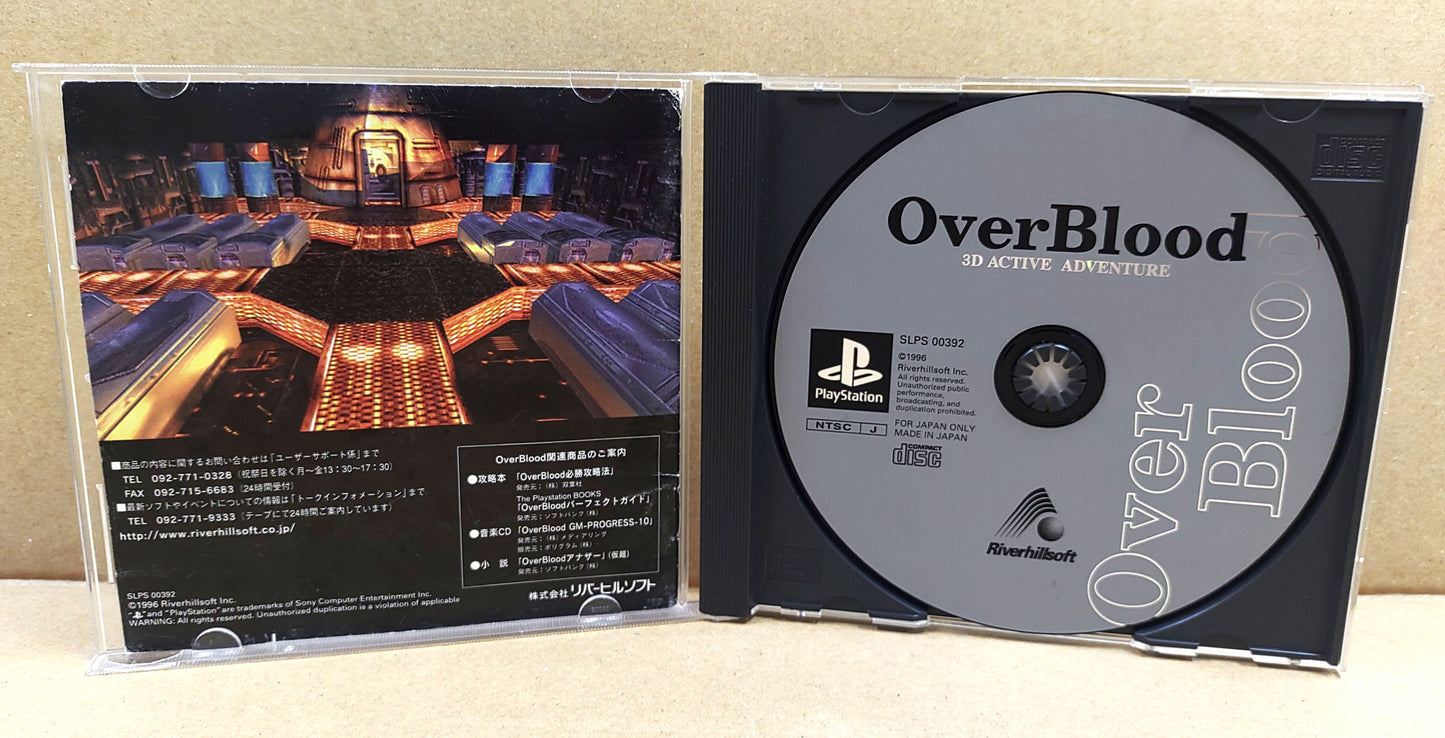 ■商品の内容に関するお問い合わせは「ユーザーサポート係」まで
TEL 092-771-0328（祝祭日を除く月〜金13：30〜17：30）
FAX 092-715-6683（24時間受付）
■最新ソフトやイベントについての情報は「トークインフォメーション」まで
TEL 092-771-9333（テープにて24時間ご案内しています）
http://www.riverhillsoft.co.jp/
OverBlood関連商品のご案内
●攻略本「OverBlood必勝攻略法」
発売元：（株）双葉社
The Playstation BOOKS
「OverBloodパーフェクトガイド」
発売元：ソフトバンク（株）
●音楽CD「OverBlood GM-PROGRESS-10」
発売元：（株）メディアリング
販売元：ポリグラム（株）
●小 説「OverBloodアナザー」（仮題）
発売元：ソフトバンク（株）
株式会社 リバーヒルソフト
SLPS 00392
©1996 Riverhillsoft Inc.
" " and "PlayStation" are trademarks of Sony Computer Entertainment Inc.
WARNING: All rights reserved. Unauthorized duplication is a violation of applicable
COMPACT
disc
DIGITAL AUDIO
OverBlood
3D ACTIVE ADVENTURE
PlayStation
NTSC J
SLPS 00392
©1996
Riverhillsoft Inc.
All rights reserved.
Unauthorized public
performance,
broadcasting, and
duplication prohibited.
FOR JAPAN ONLY
MADE IN JAPAN
COMPACT
disc
Riverhillsoft
Over
Blood